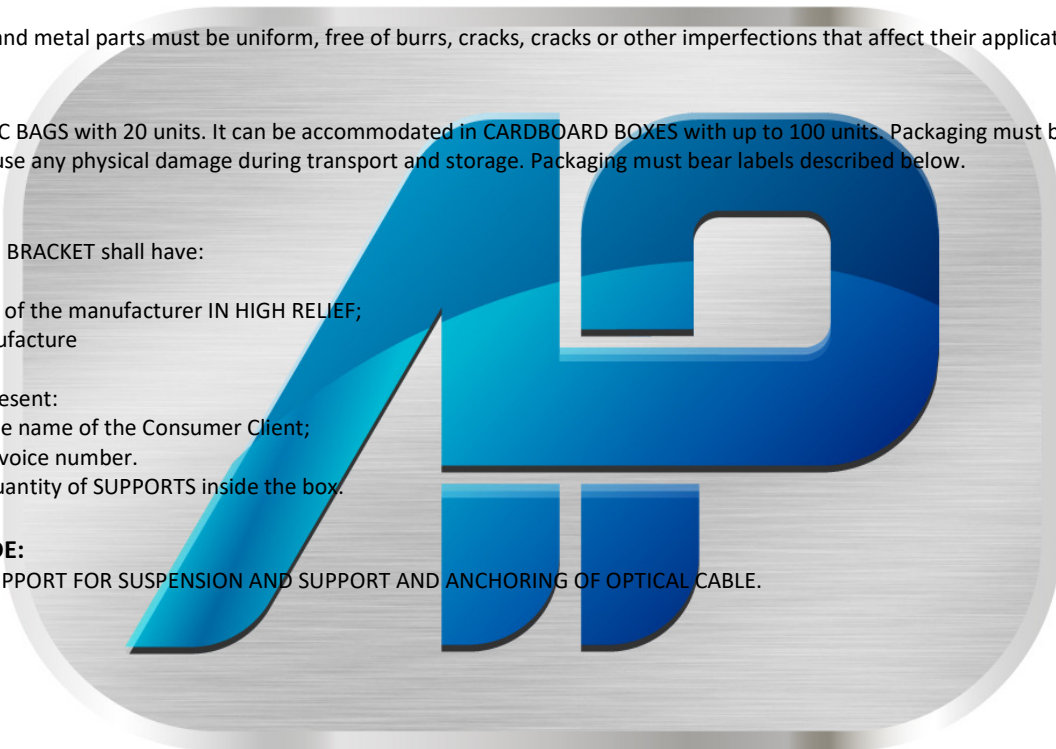 and metal parts must be uniform, free of burrs, cracks, cracks or other imperfections that affect their applicat
C BAGS with 20 units. It can be accommodated in CARDBOARD BOXES with up to 100 units. Packaging must b
use any physical damage during transport and storage. Packaging must bear labels described below.
BRACKET shall have:
of the manufacturer IN HIGH RELIEF;
ufacture
esent:
e name of the Consumer Client;
voice number.
uantity of SUPPORTS inside the box.
DE:
PPORT FOR SUSPENSION AND SUPPORT AND ANCHORING OF OPTICAL CABLE.